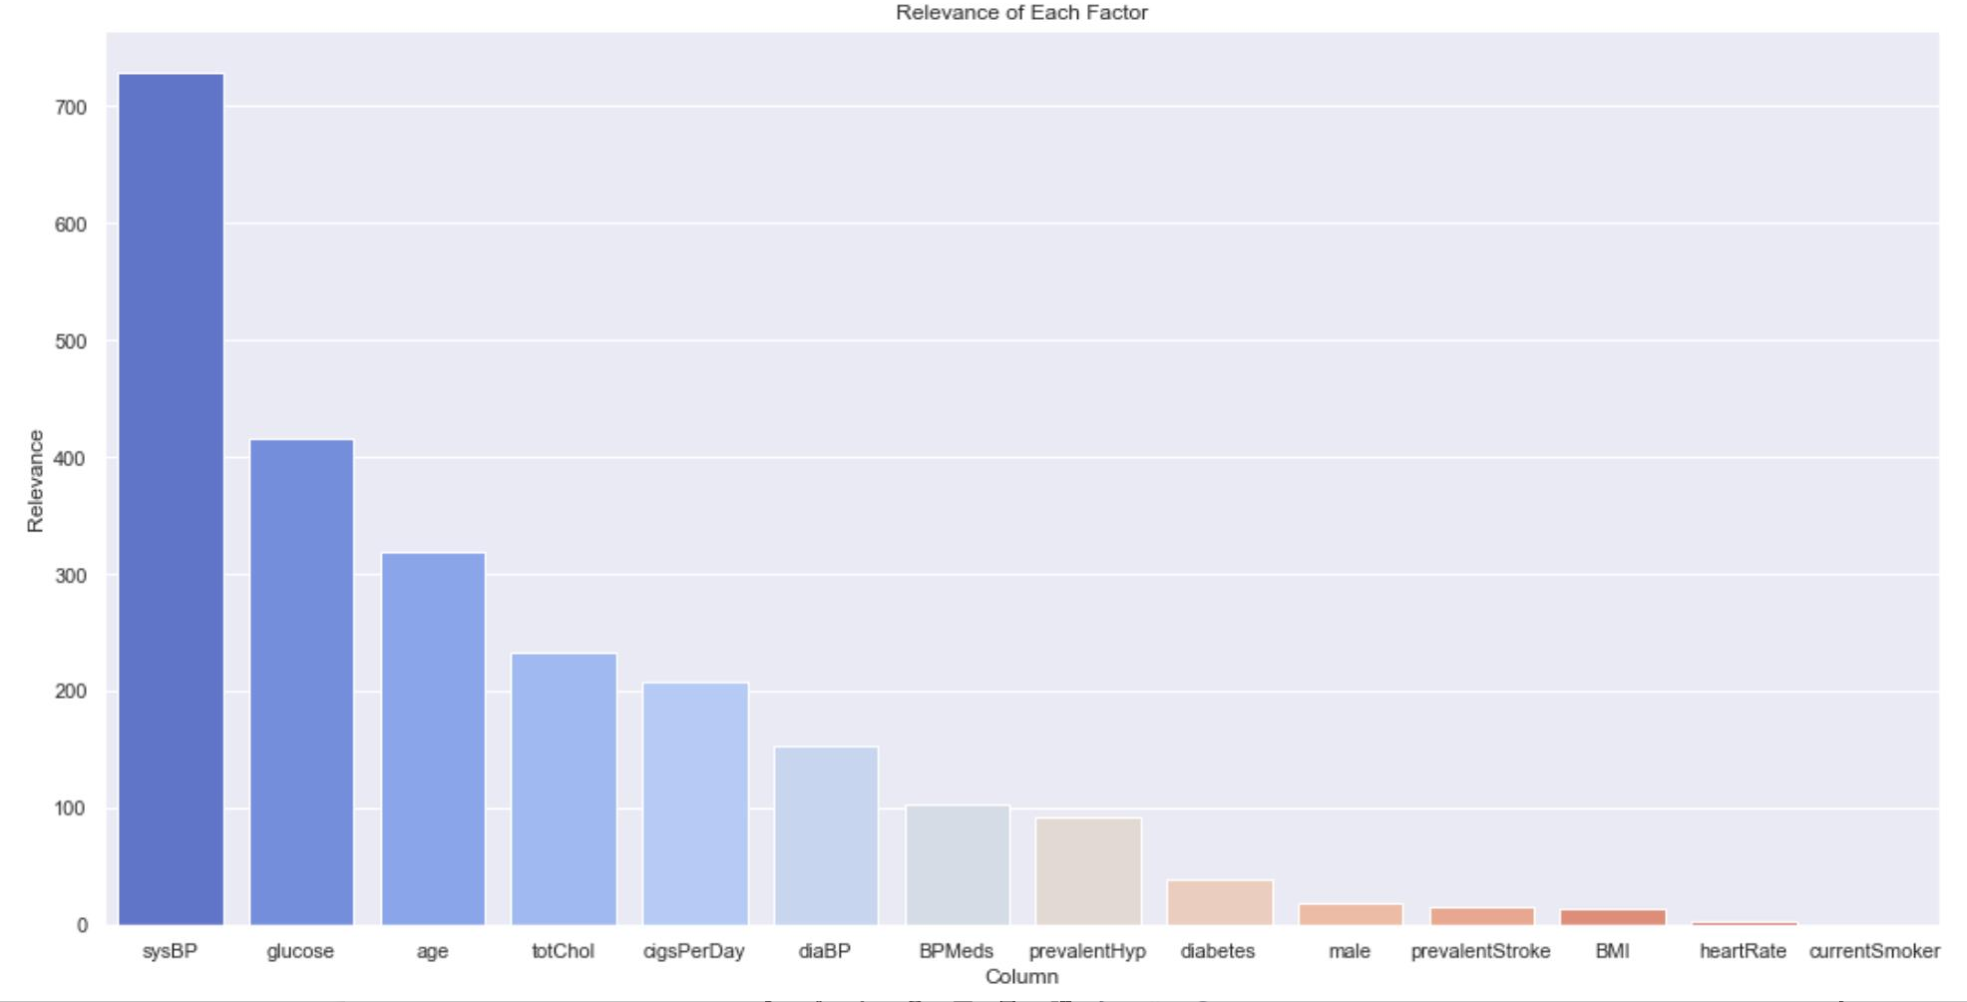 Relevance of Each Factor
700
600
500
400
300
200
100
0
Relevance
sysBP glucose age totChol cigsPerDay diaBP BPMeds prevalentHyp diabetes male prevalentStroke BMI heartRate currentSmoker
Column